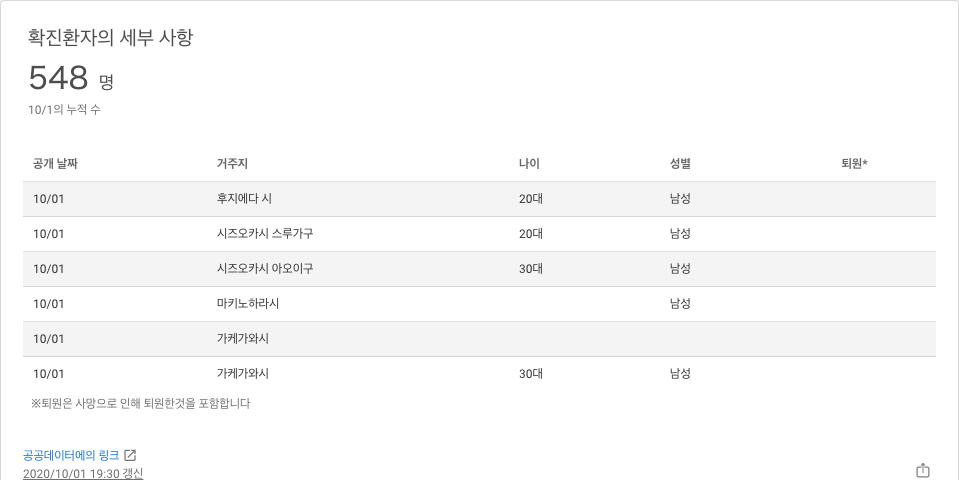 확진환자의 세부 사항
548 명
10/1의 누적 수
공개 날짜 거주지 나이 성별 퇴원*
10/01 후지에다 시 20대 남성
10/01 시즈오카시 스루가구 20대 남성
10/01 시즈오카시 아오이구 30대 남성
10/01 마키노하라시 남성
10/01 가케가와시
10/01 가케가와시 30대 남성
※퇴원은 사망으로 인해 퇴원한것을 포함합니다
공공데이터에의 링크
2020/10/01 19:30 갱신